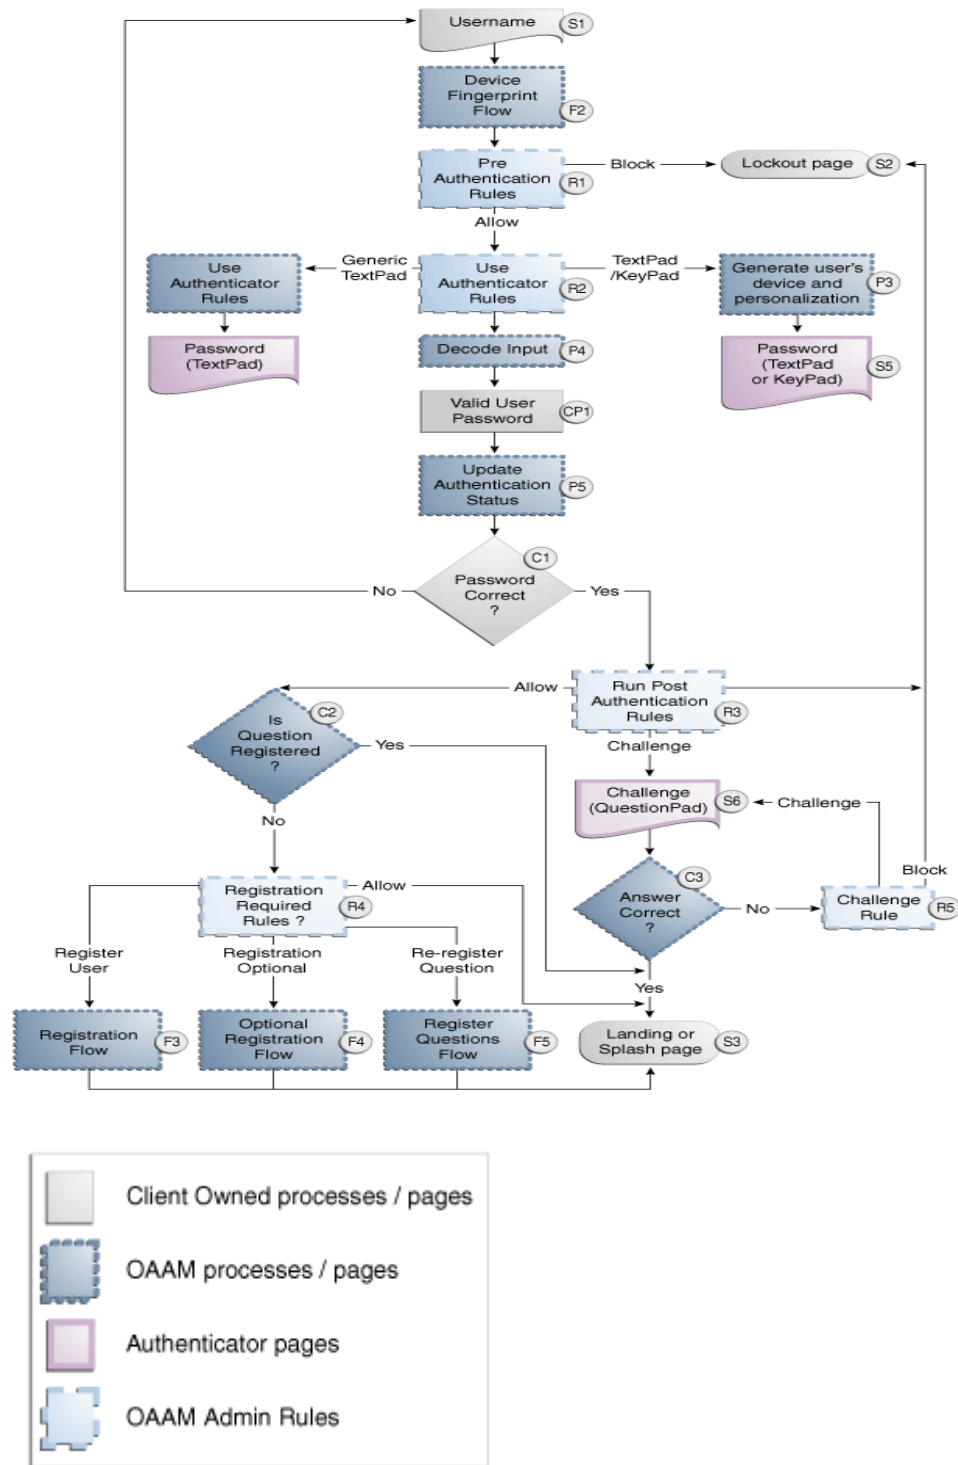 Username
S1
Device
Fingerprint
Flow
F2
Pre
Authentication
Rules
R1
Block
Lockout page
S2
Allow
Generic
TextPad
Use
Authenticator
Rules
Use
Authenticator
Rules
R2
TextPad
/KeyPad
Generate user's
device and
personalization
P3
Password
(TextPad)
Decode Input
P4
Password
(TextPad
or KeyPad)
S5
Valid User
Password
CP1
Update
Authentication
Status
P5
C1
Password
Correct
?
No
Yes
Allow
Run Post
Authentication
Rules
R3
C2
Is
Question
Registered
?
Yes
Challenge
No
Challenge
(QuestionPad)
S6
Challenge
Block
Registration
Required
Rules ?
R4
Allow
C3
Answer
Correct
?
No
Challenge
Rule
R5
Register
User
Registration
Optional
Re-register
Question
Yes
Registration
Flow
F3
Optional
Registration
Flow
F4
Register
Questions
Flow
F5
Landing or
Splash page
S3
Client Owned processes / pages
OAAM processes / pages
Authenticator pages
OAAM Admin Rules